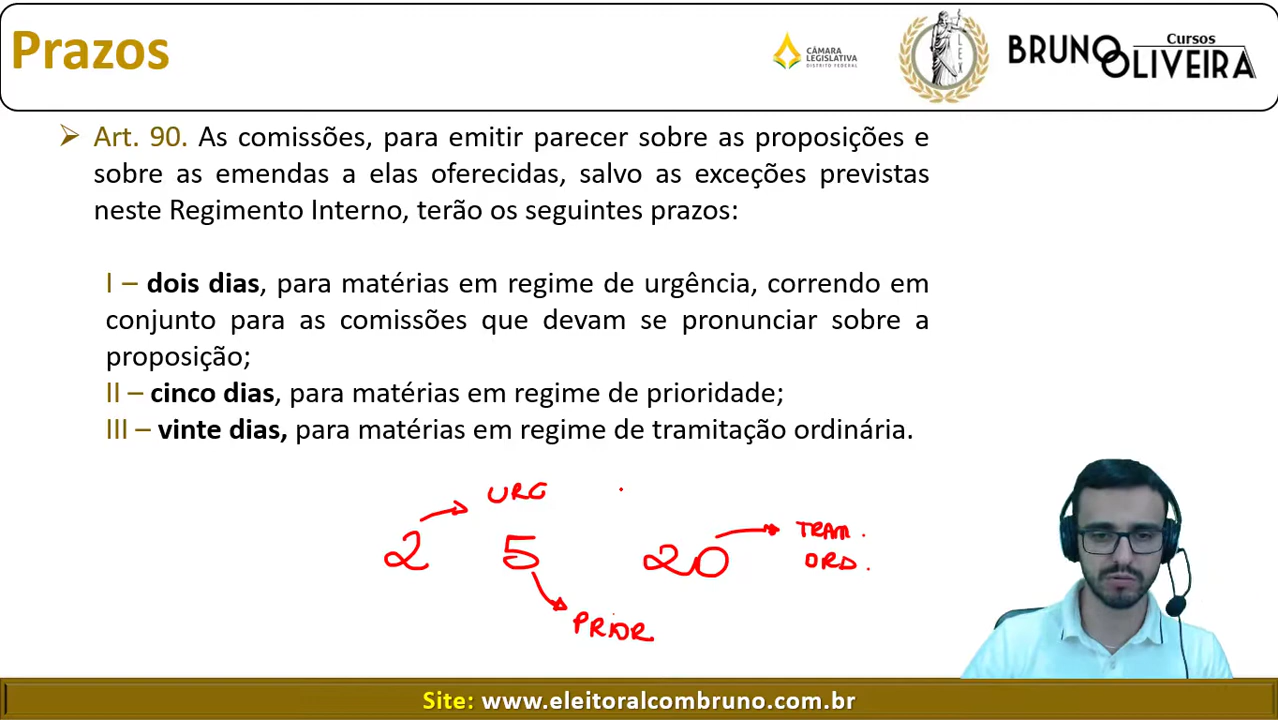 Prazos
CÂMARA
LEGISLATIVA
DISTRITO FEDERAL
LEX
Cursos
BRUNO
OLIVEIRA
➢ Art. 90. As comissões, para emitir parecer sobre as proposições e
sobre as emendas a elas oferecidas, salvo as exceções previstas
neste Regimento Interno, terão os seguintes prazos:
I – dois dias, para matérias em regime de urgência, correndo em
conjunto para as comissões que devam se pronunciar sobre a
proposição;
II – cinco dias, para matérias em regime de prioridade;
III – vinte dias, para matérias em regime de tramitação ordinária.
URG
2 5 20 TRAM.
ORD.
PRIOR
Site: www.eleitoralcombruno.com.br